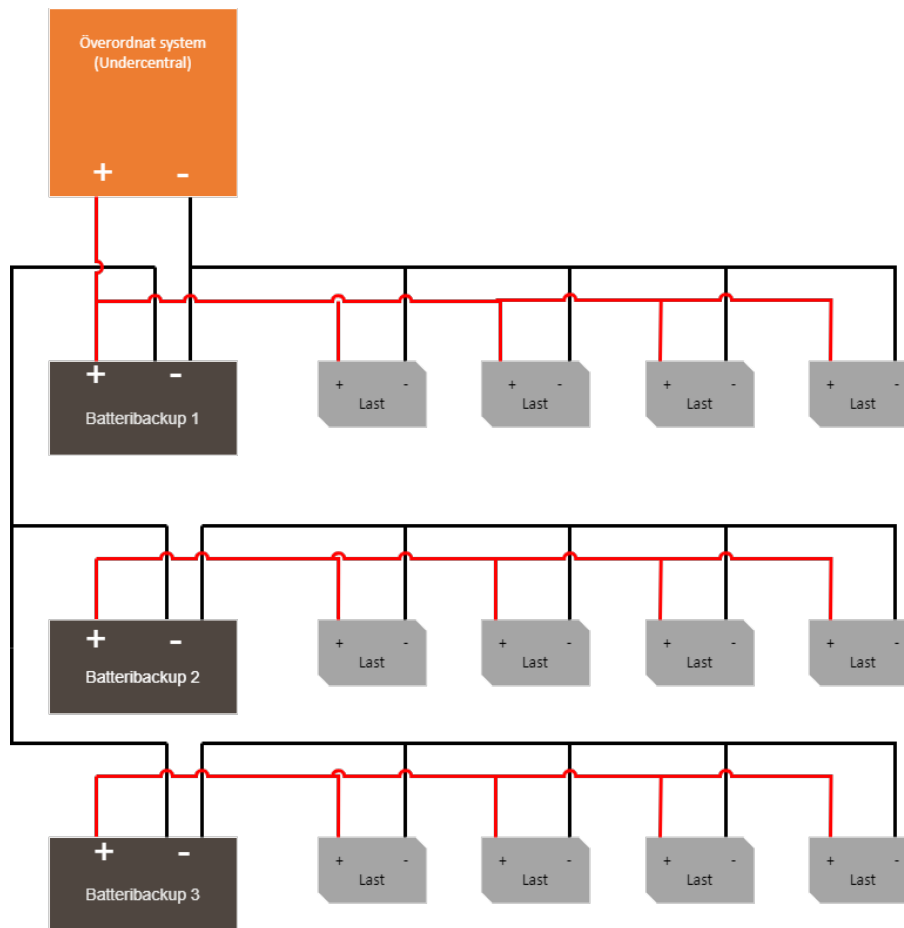 Överordnat system
(Undercentral)
+ -
+ -
Batteribackup 1
+ -
Last
+ -
Last
+ -
Last
+ -
Last
+ -
Batteribackup 2
+ -
Last
+ -
Last
+ -
Last
+ -
Last
+ -
Batteribackup 3
+ -
Last
+ -
Last
+ -
Last
+ -
Last